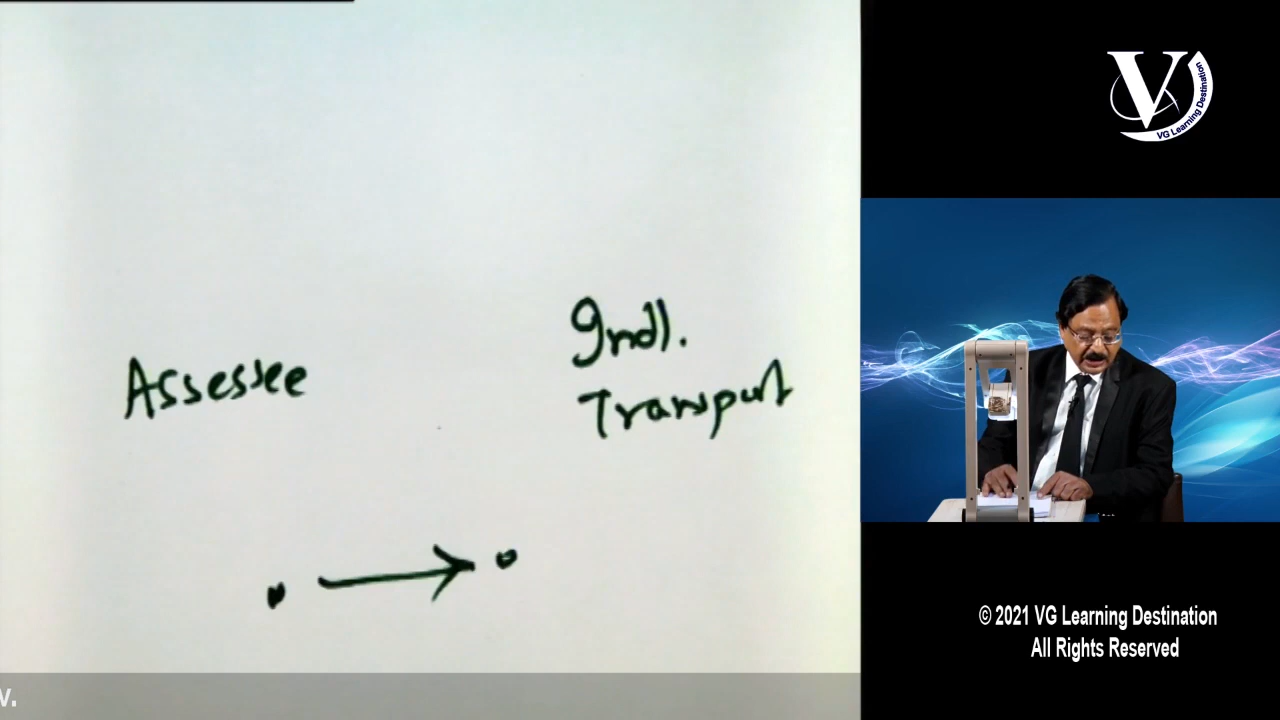 V
VG Learning Destination
Indl.
Assessee
Transport
© 2021 VG Learning Destination
All Rights Reserved
v.